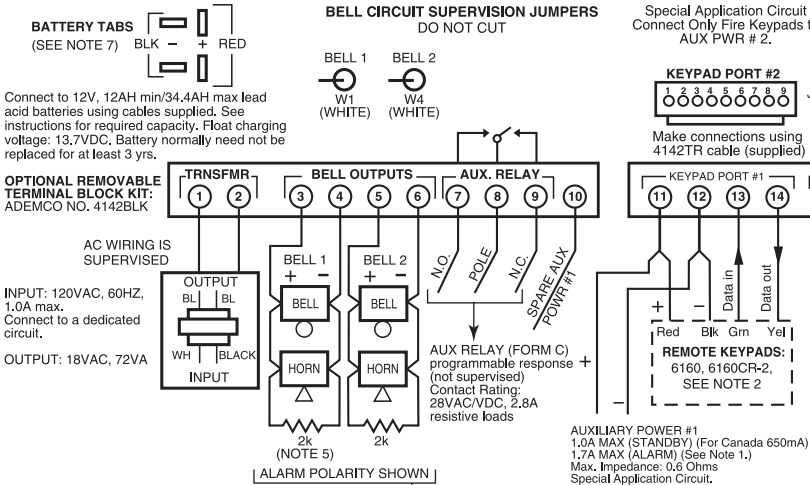 BATTERY TABS
(SEE NOTE 7)
BLK − + RED
Connect to 12V, 12AH min/34.4AH max lead
acid batteries using cables supplied. See
instructions for required capacity. Float charging
voltage: 13.7VDC. Battery normally need not be
replaced for at least 3 yrs.
BELL CIRCUIT SUPERVISION JUMPERS
DO NOT CUT
BELL 1 BELL 2
W1 W4
(WHITE) (WHITE)
Special Application Circuit
Connect Only Fire Keypads t
AUX PWR # 2.
KEYPAD PORT #2
1 2 3 4 5 6 7 8 9
Make connections using
4142TR cable (supplied)
OPTIONAL REMOVABLE
TERMINAL BLOCK KIT:
ADEMCO NO. 4142BLK
TRNSFMR BELL OUTPUTS AUX. RELAY KEYPAD PORT #1
1 2 3 4 5 6 7 8 9 10 11 12 13 14
AC WIRING IS
SUPERVISED
INPUT: 120VAC, 60HZ,
1.0A max.
Connect to a dedicated
circuit.
OUTPUT: 18VAC, 72VA
OUTPUT
BL BL
WH BLACK
INPUT
BELL 1 BELL 2
+ − + −
BELL BELL
HORN HORN
2k 2k
(NOTE 5)
ALARM POLARITY SHOWN
N.O.
POLE
N.C.
SPARE AUX
POWR #1
AUX RELAY (FORM C)
programmable response
(not supervised)
Contact Rating:
28VAC/VDC, 2.8A
resistive loads
+ −
+ − Data in Data out
Red Blk Grn Yel
REMOTE KEYPADS:
6160, 6160CR-2,
SEE NOTE 2
AUXILIARY POWER #1
1.0A MAX (STANDBY) (For Canada 650mA)
1.7A MAX (ALARM) (See Note 1.)
Max. Impedance: 0.6 Ohms
Special Application Circuit.